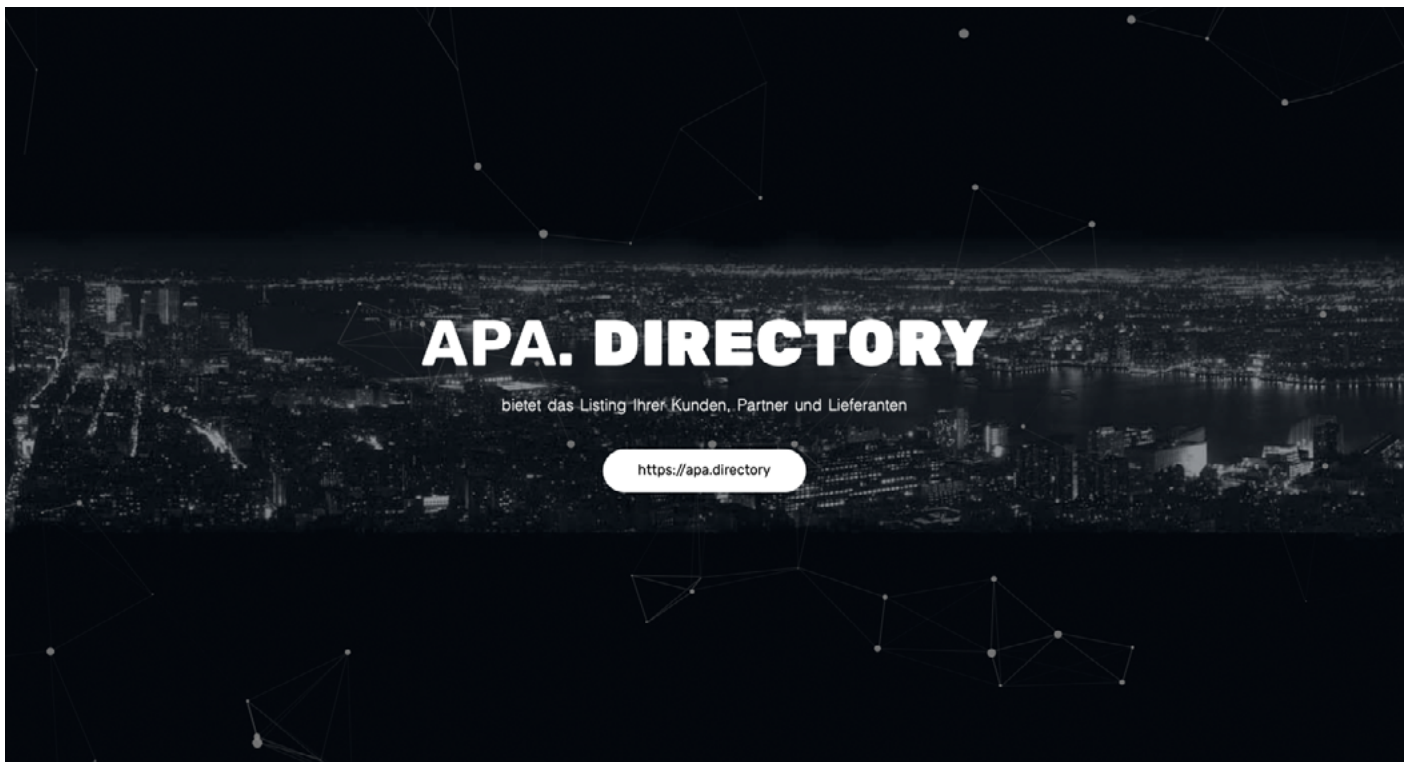 APA. DIRECTORY
bietet das Listing Ihrer Kunden, Partner und Lieferanten
https://apa.directory